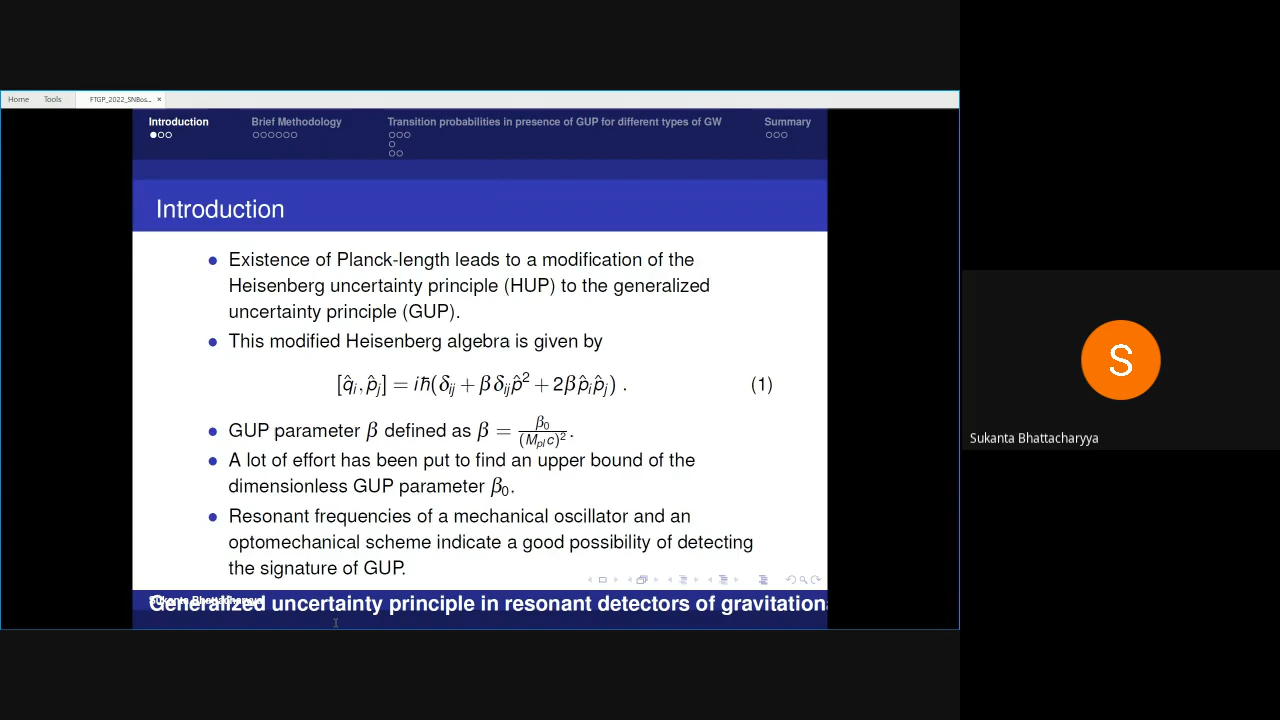 Home Tools FTGP_2022_SNBos... ×
Introduction Brief Methodology Transition probabilities in presence of GUP for different types of GW Summary
Introduction
• Existence of Planck-length leads to a modification of the
Heisenberg uncertainty principle (HUP) to the generalized
uncertainty principle (GUP).
• This modified Heisenberg algebra is given by
[q̂ᵢ, p̂ⱼ] = iħ(δᵢⱼ + βδᵢⱼp̂² + 2βp̂ᵢp̂ⱼ) . (1)
• GUP parameter β defined as β = β₀/(Mₚₗc)².
• A lot of effort has been put to find an upper bound of the
dimensionless GUP parameter β₀.
• Resonant frequencies of a mechanical oscillator and an
optomechanical scheme indicate a good possibility of detecting
the signature of GUP.
Sukanta Bhattacharyya
Generalized uncertainty principle in resonant detectors of gravitation
S
Sukanta Bhattacharyya